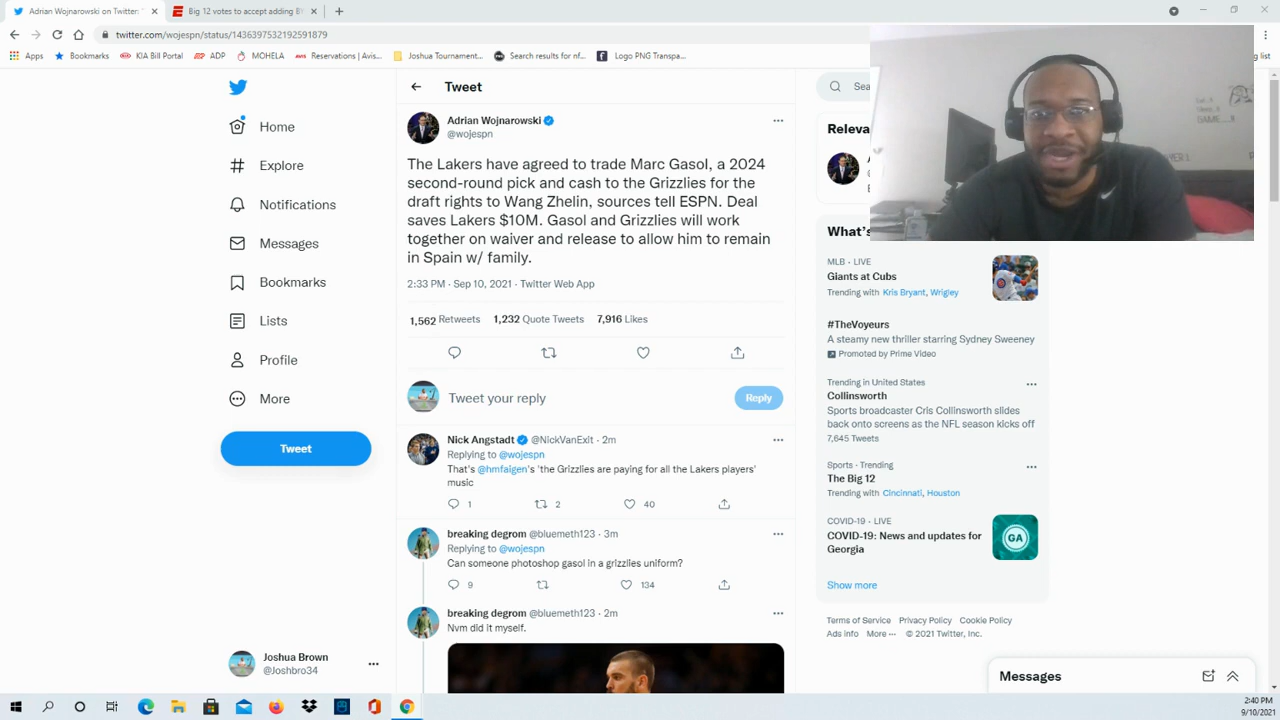 Adrian Wojnarowski on Twitter:
Big 12 votes to accept adding B
twitter.com/wojespn/status/1436397532192591879
Apps
Bookmarks
KIA Bill Portal
ADP
MOHELA
Reservations | Avis...
Joshua Tournament...
Search results for nf...
Logo PNG Transpa...
g list
Home
Explore
Notifications
Messages
Bookmarks
Lists
Profile
More
Tweet
Joshua Brown
@Joshbro34
Tweet
Adrian Wojnarowski
@wojespn
The Lakers have agreed to trade Marc Gasol, a 2024
second-round pick and cash to the Grizzlies for the
draft rights to Wang Zhelin, sources tell ESPN. Deal
saves Lakers $10M. Gasol and Grizzlies will work
together on waiver and release to allow him to remain
in Spain w/ family.
2:33 PM · Sep 10, 2021 · Twitter Web App
1,562 Retweets 1,232 Quote Tweets 7,916 Likes
Tweet your reply
Reply
Nick Angstadt @NickVanExit · 2m
Replying to @wojespn
That's @hmfaigen's 'the Grizzlies are paying for all the Lakers players'
music
1 2 40
breaking degrom @bluemeth123 · 3m
Replying to @wojespn
Can someone photoshop gasol in a grizzlies uniform?
9 134
breaking degrom @bluemeth123 · 2m
Nvm did it myself.
Sea
Releva
What's
MLB · LIVE
Giants at Cubs
Trending with Kris Bryant, Wrigley
#TheVoyeurs
A steamy new thriller starring Sydney Sweeney
Promoted by Prime Video
Trending in United States
Collinsworth
Sports broadcaster Cris Collinsworth slides
back onto screens as the NFL season kicks off
7,645 Tweets
Sports · Trending
The Big 12
Trending with Cincinnati, Houston
COVID-19 · LIVE
COVID-19: News and updates for
Georgia
GA
Show more
Terms of Service Privacy Policy Cookie Policy
Ads info More ··· © 2021 Twitter, Inc.
Messages
2:40 PM
9/10/2021